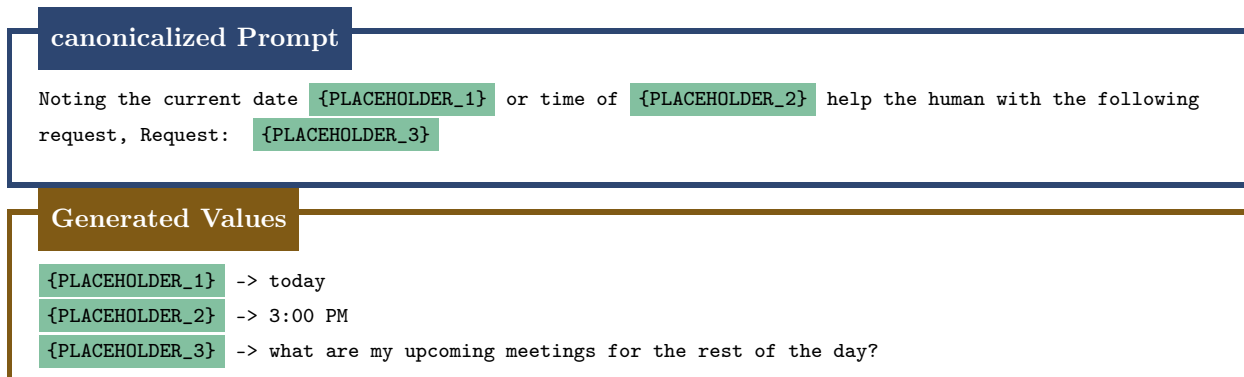 canonicalized Prompt
Noting the current date {PLACEHOLDER_1} or time of {PLACEHOLDER_2} help the human with the following
request, Request: {PLACEHOLDER_3}
Generated Values
{PLACEHOLDER_1} -> today
{PLACEHOLDER_2} -> 3:00 PM
{PLACEHOLDER_3} -> what are my upcoming meetings for the rest of the day?